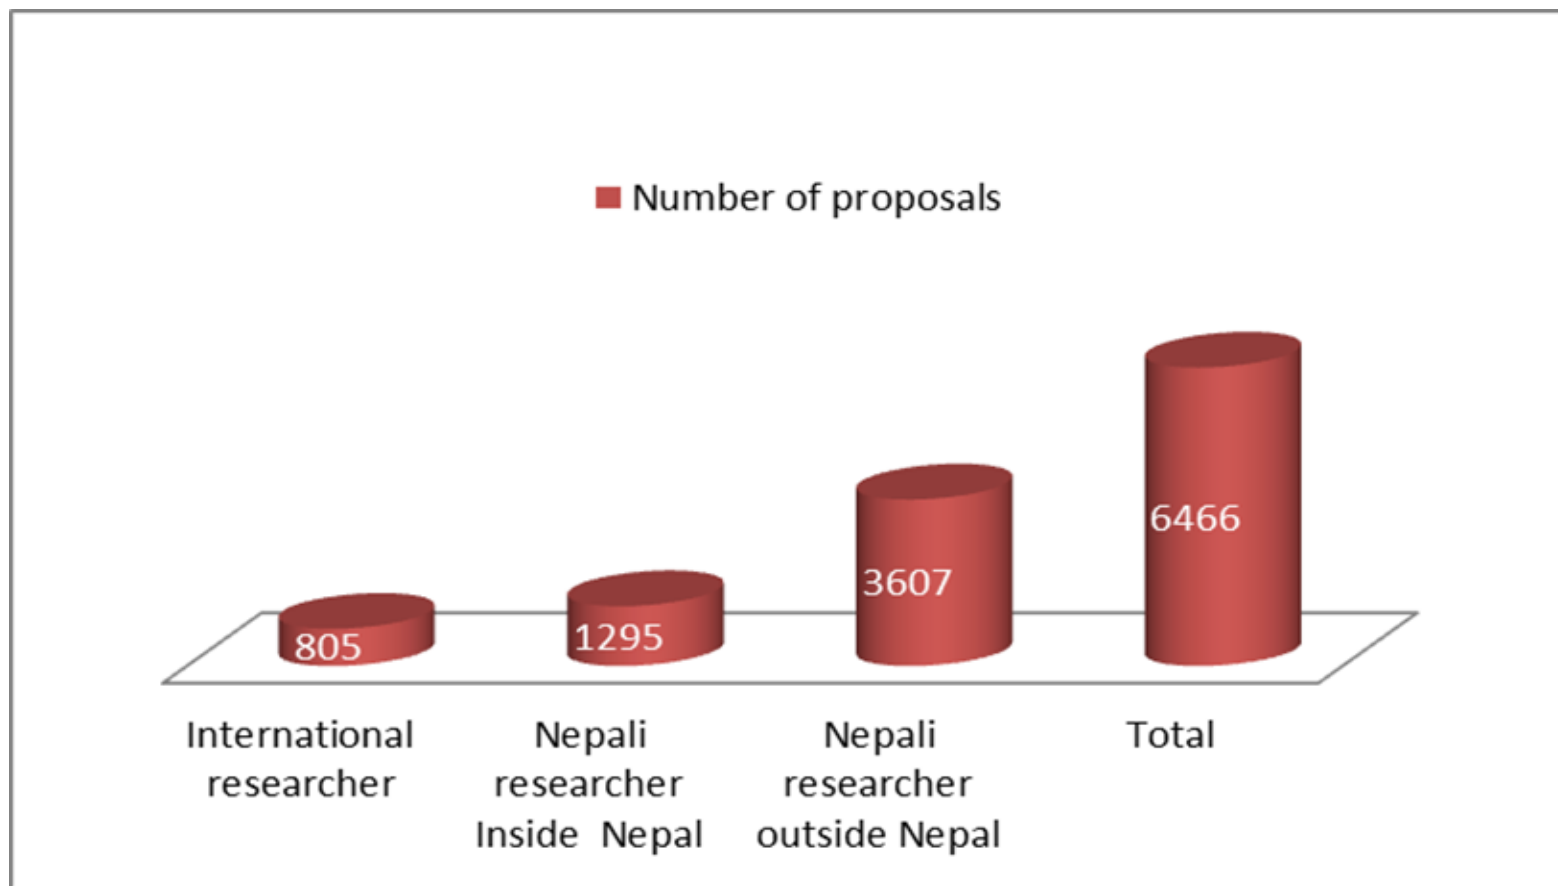 Number of proposals
805
1295
3607
6466
International
researcher
Nepali
researcher
Inside  Nepal
Nepali
researcher
outside Nepal
Total